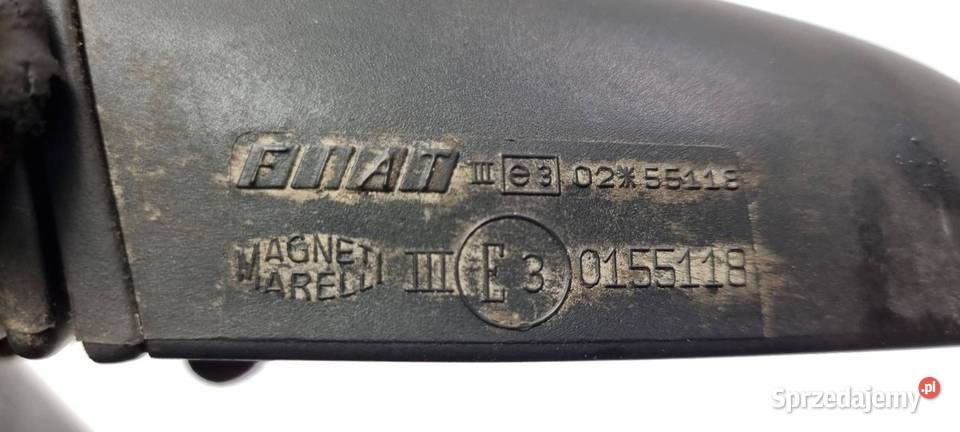 FIAT III e3 02*55118
MAGNETI MARELLI III E3 0155118
Sprzedajemy.pl